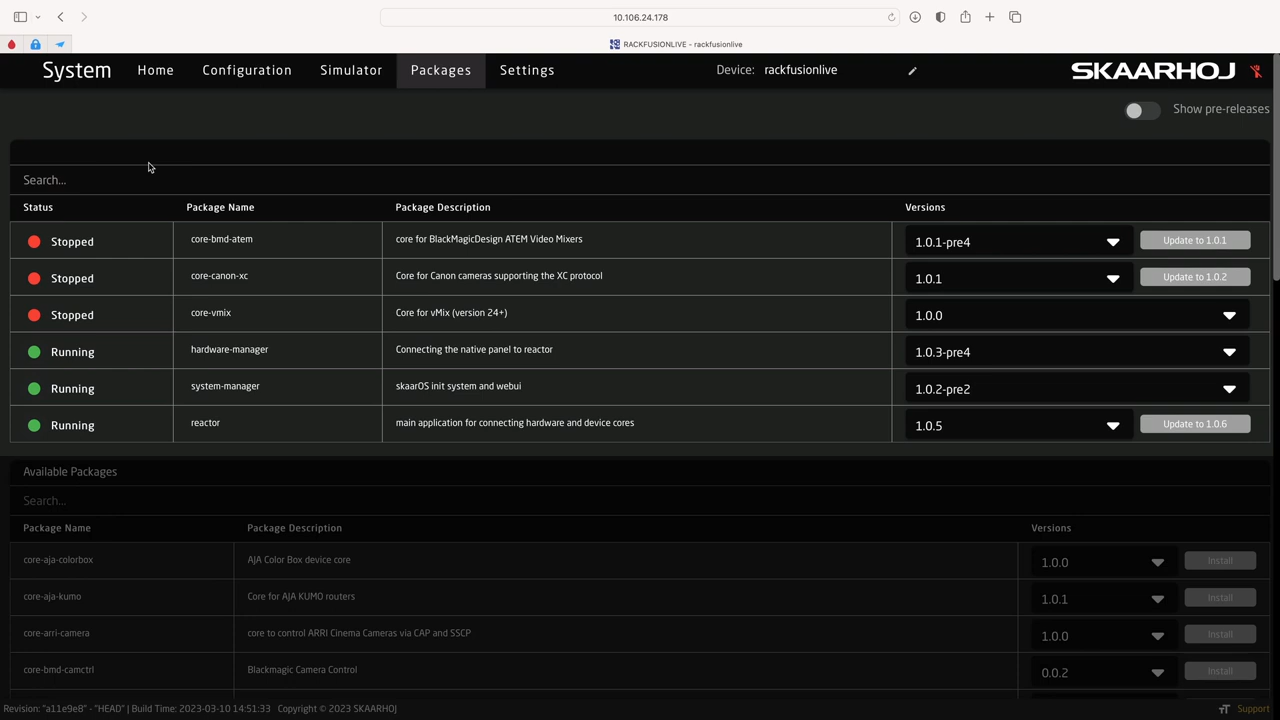 10.106.24.178
RACKFUSIONLIVE - rackfusionlive
System Home Configuration Simulator Packages Settings Device: rackfusionlive SKAARHOJ
Show pre-releases
Search...
Status Package Name Package Description Versions
Stopped core-bmd-atem core for BlackMagicDesign ATEM Video Mixers 1.0.1-pre4 Update to 1.0.1
Stopped core-canon-xc Core for Canon cameras supporting the XC protocol 1.0.1 Update to 1.0.2
Stopped core-vmix Core for vMix (version 24+) 1.0.0
Running hardware-manager Connecting the native panel to reactor 1.0.3-pre4
Running system-manager skaarOS init system and webui 1.0.2-pre2
Running reactor main application for connecting hardware and device cores 1.0.5 Update to 1.0.6
Available Packages
Search...
Package Name Package Description Versions
core-aja-colorbox AJA Color Box device core 1.0.0 Install
core-aja-kumo Core for AJA KUMO routers 1.0.1 Install
core-arri-camera core to control ARRI Cinema Cameras via CAP and SSCP 1.0.0 Install
core-bmd-camctrl Blackmagic Camera Control 0.0.2 Install
Revision: "a11e9e8" - "HEAD" | Build Time: 2023-03-10 14:51:33 Copyright © 2023 SKAARHOJ TT Support